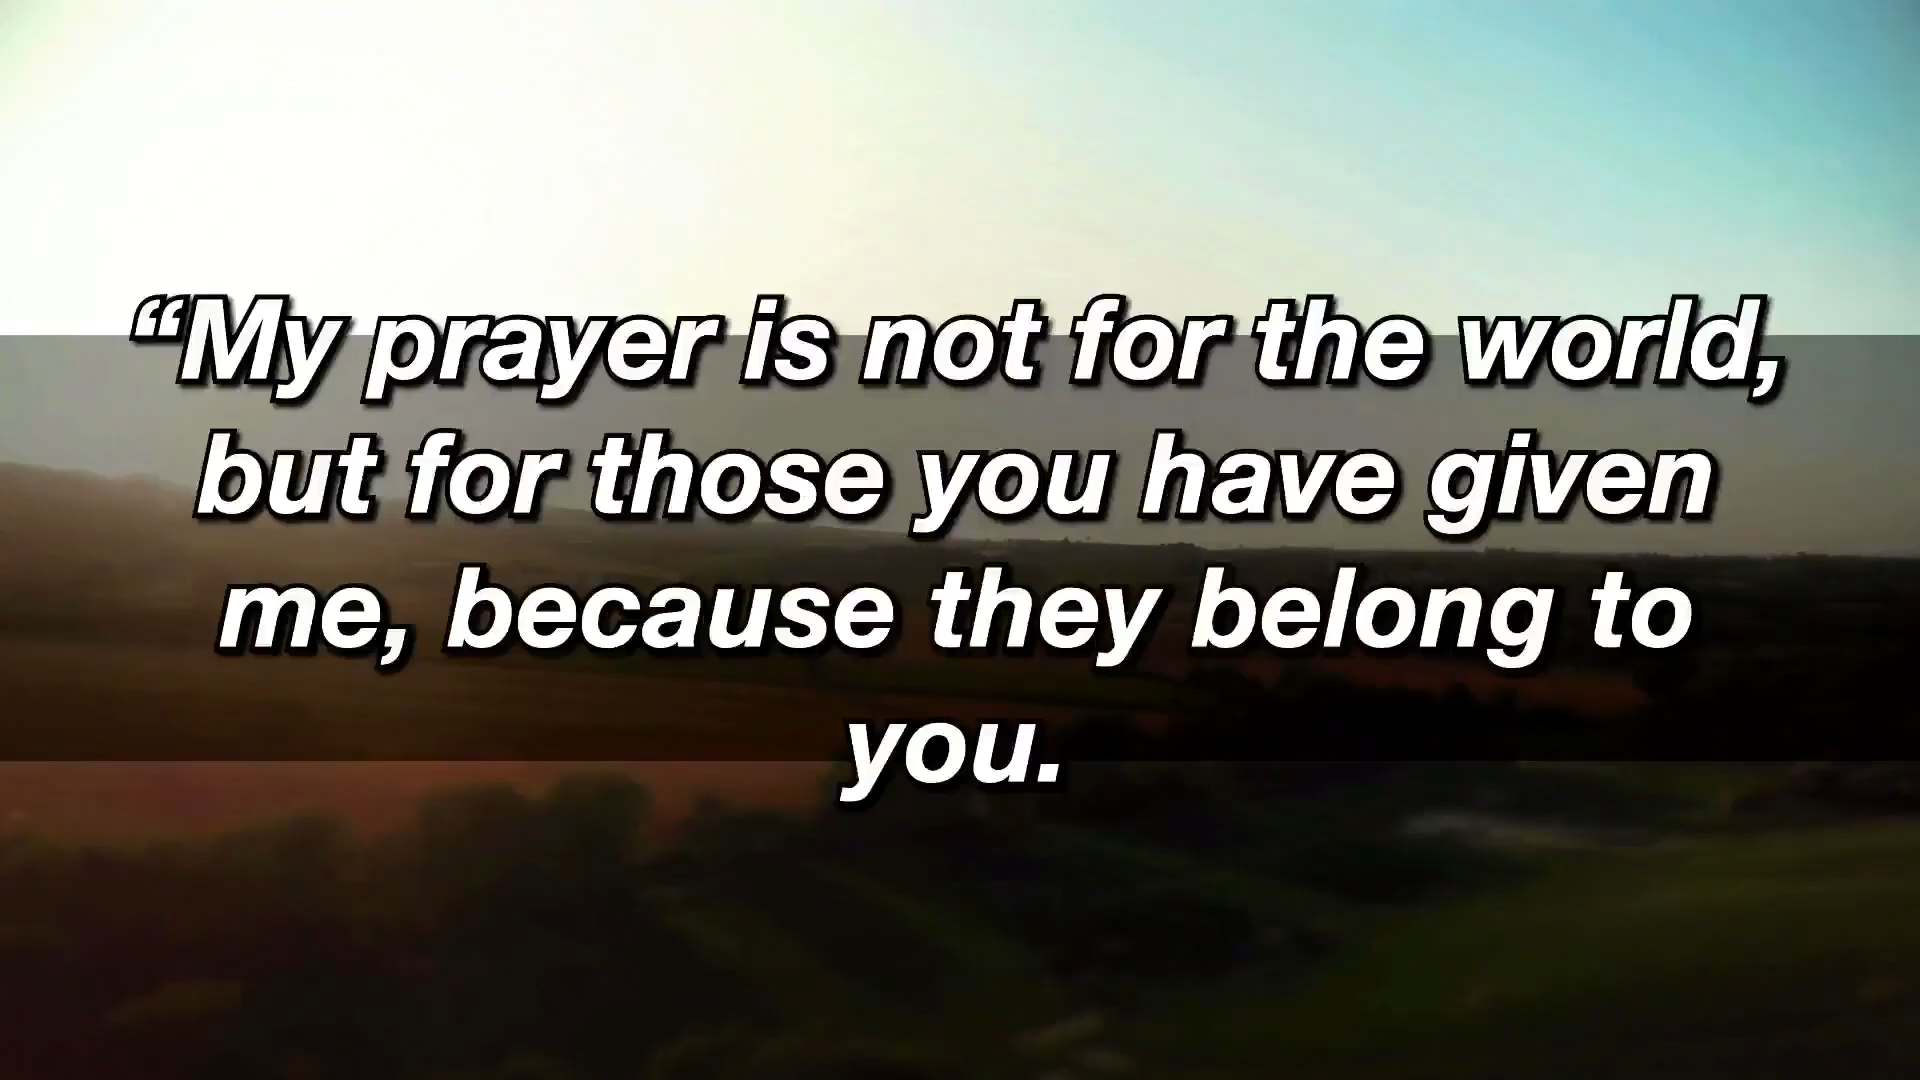 “My prayer is not for the world,
but for those you have given
me, because they belong to
you.